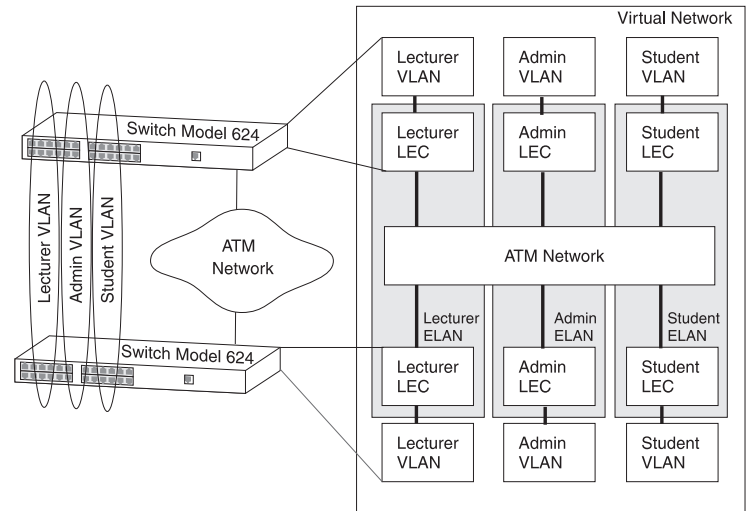 Virtual Network
Lecturer
VLAN
Admin
VLAN
Student
VLAN
Switch Model 624
Lecturer
LEC
Admin
LEC
Student
LEC
Lecturer VLAN
Admin VLAN
Student VLAN
ATM
Network
ATM Network
Lecturer
ELAN
Admin
ELAN
Student
ELAN
Switch Model 624
Lecturer
LEC
Admin
LEC
Student
LEC
Lecturer
VLAN
Admin
VLAN
Student
VLAN